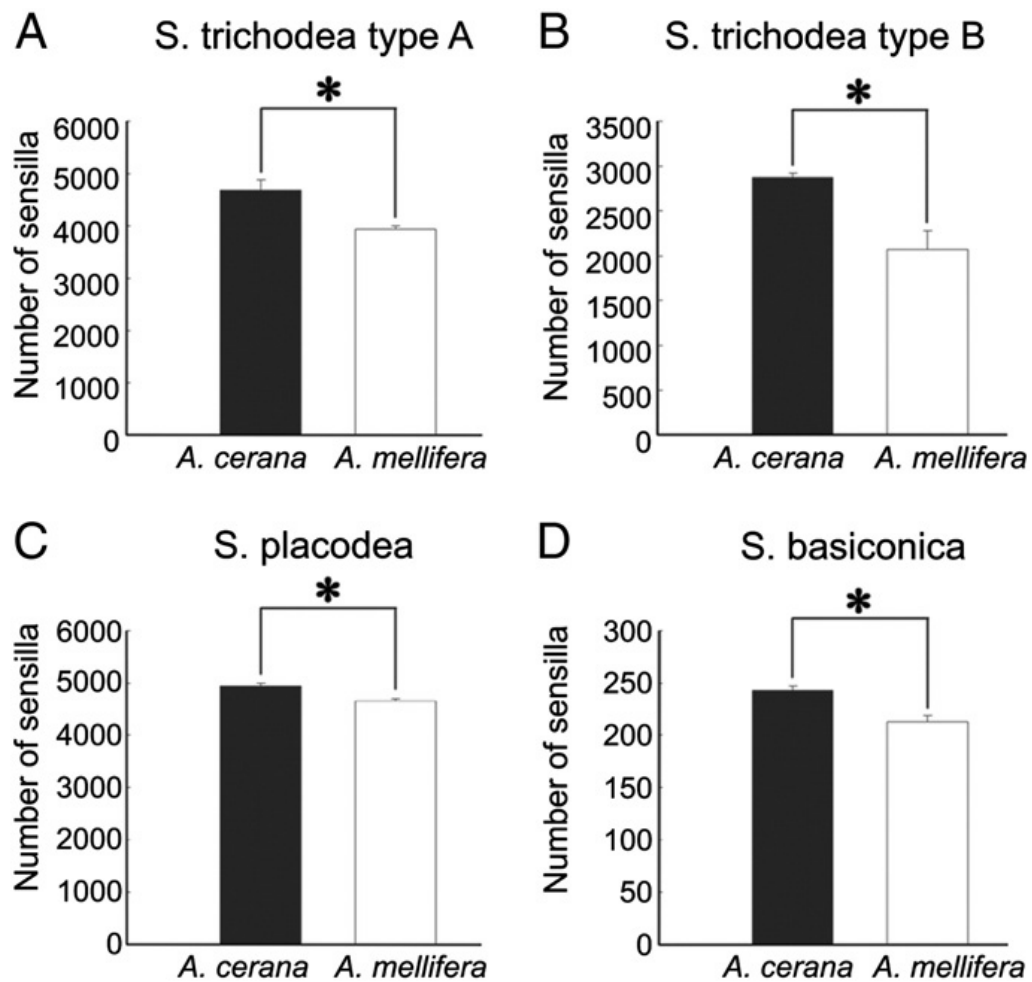 A S. trichodea type A
*
Number of sensilla
6000
5000
4000
3000
2000
1000
0
A. cerana A. mellifera
B S. trichodea type B
*
Number of sensilla
3500
3000
2500
2000
1500
1000
500
0
A. cerana A. mellifera
C S. placodea
*
Number of sensilla
6000
5000
4000
3000
2000
1000
0
A. cerana A. mellifera
D S. basiconica
*
Number of sensilla
300
250
200
150
100
50
0
A. cerana A. mellifera